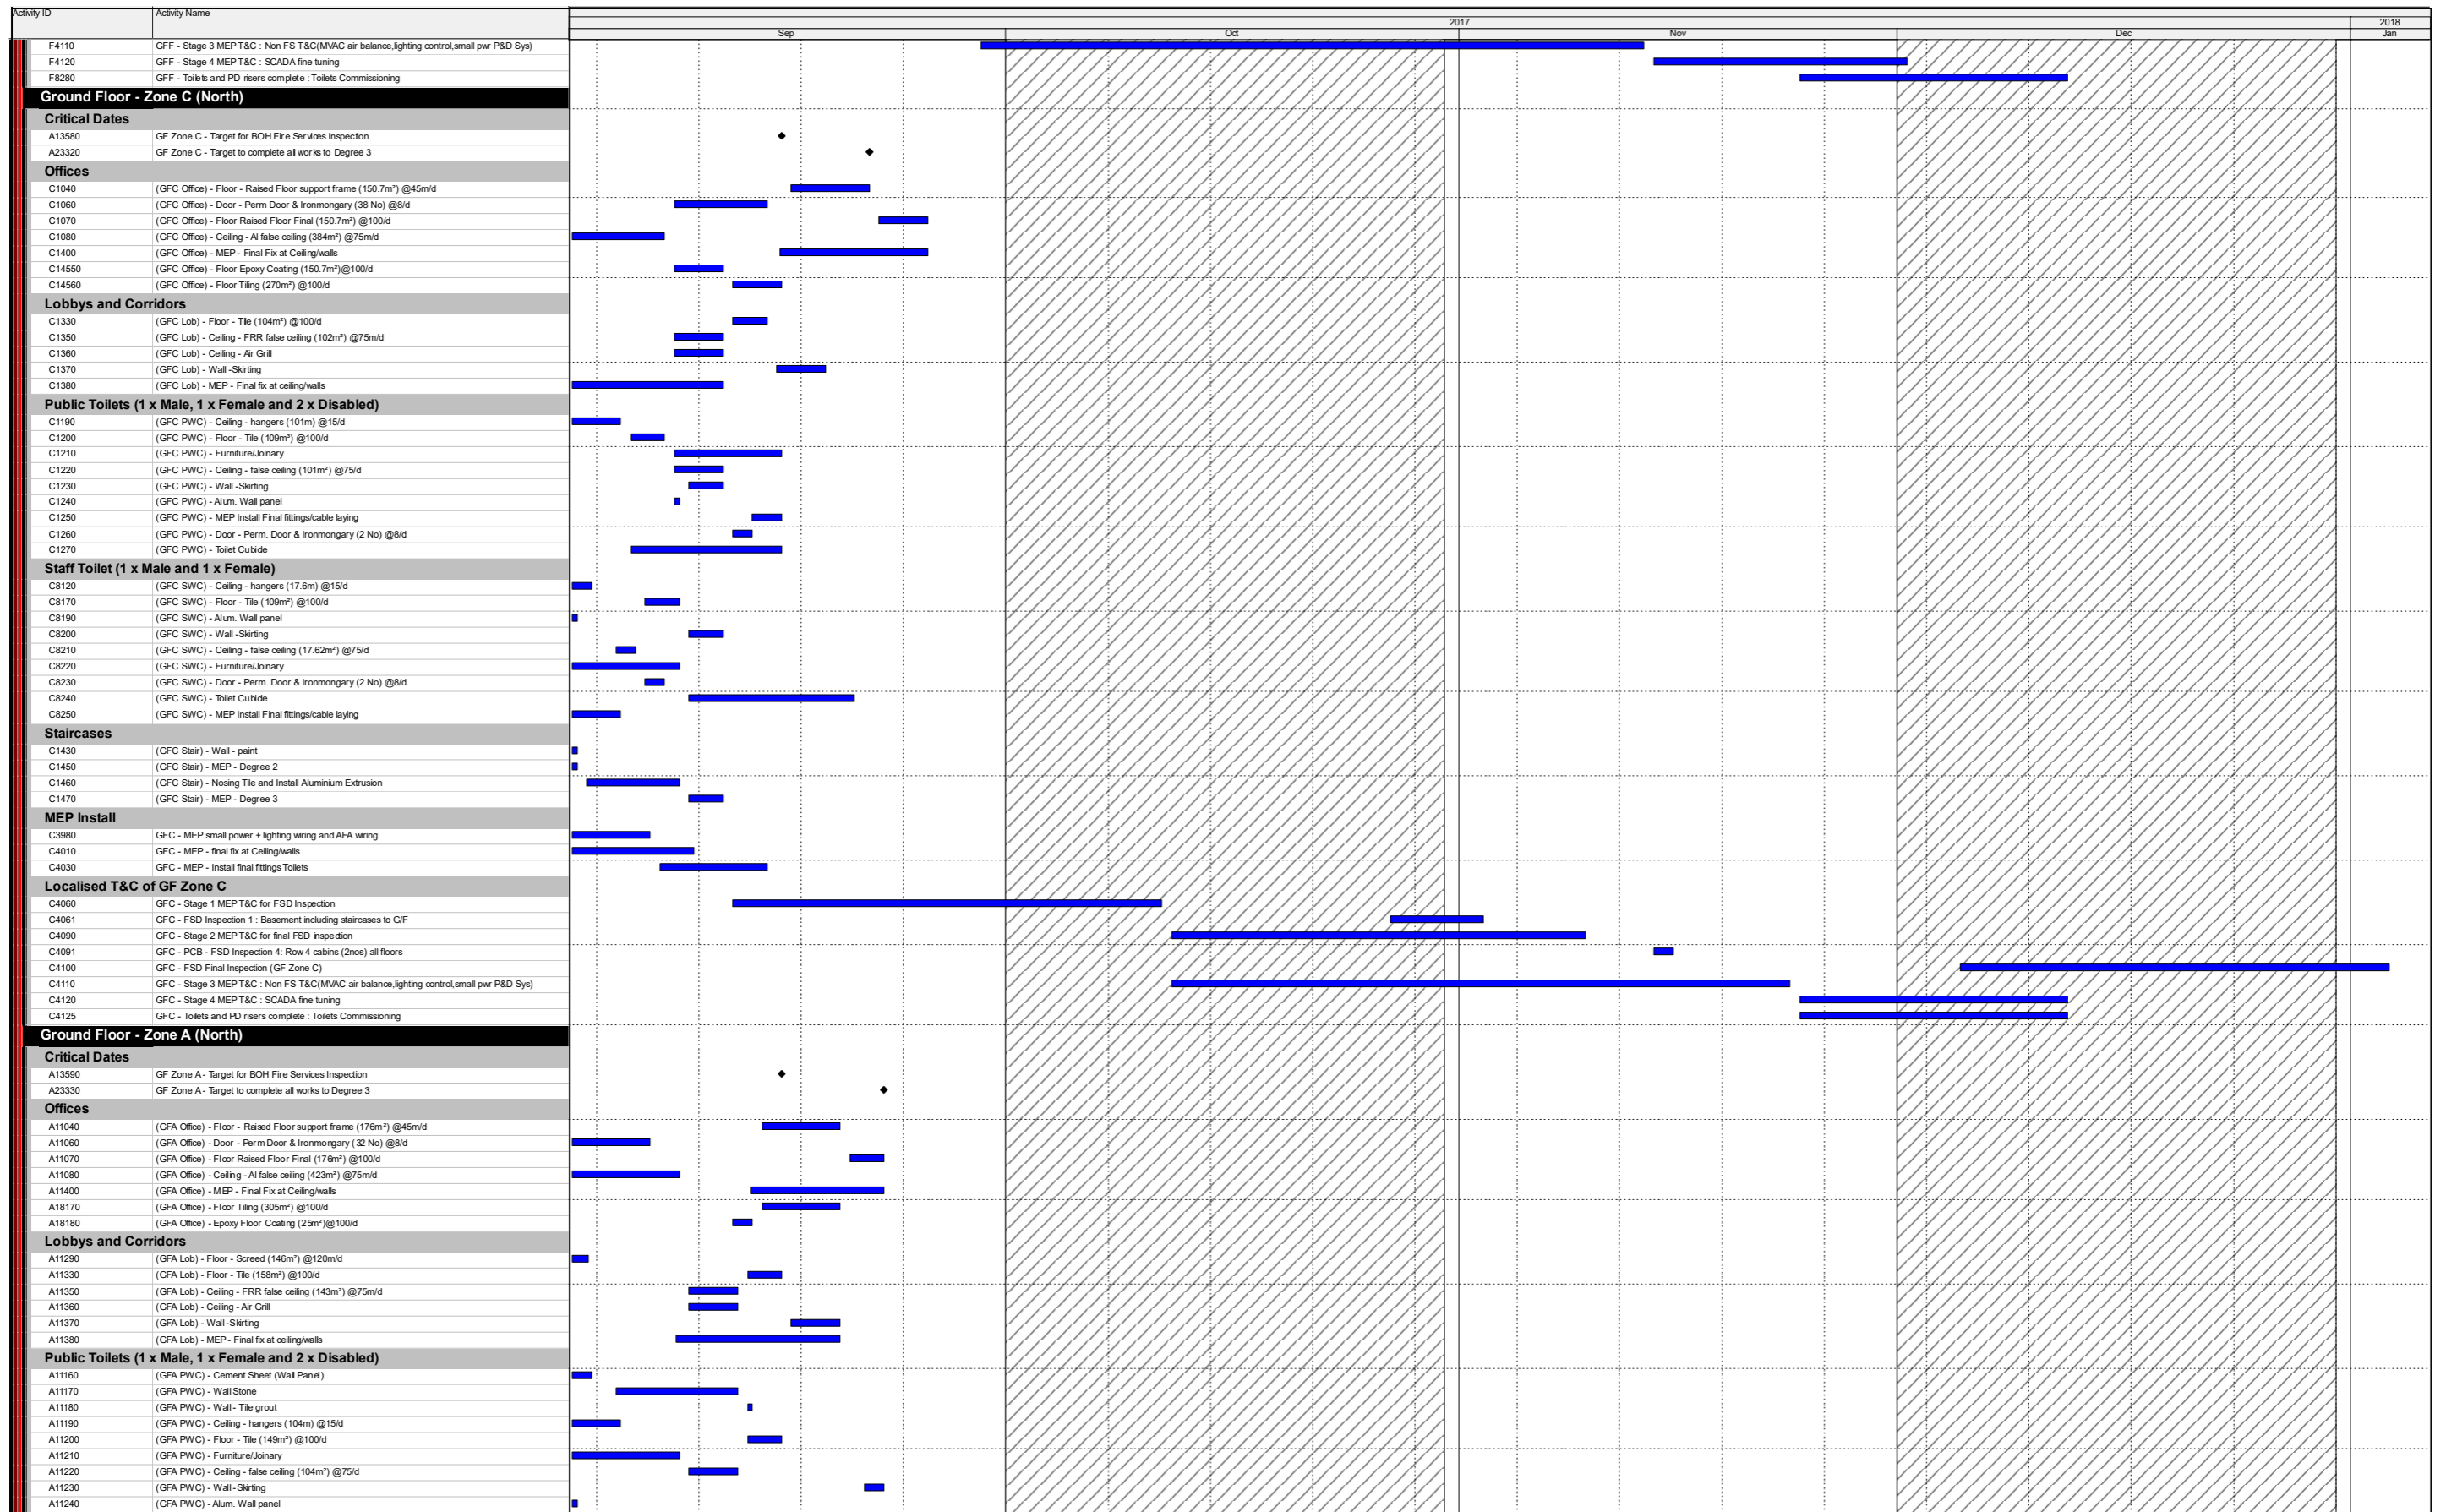 Activity ID Activity Name
2017 2018
Sep Oct Nov Dec Jan
F4110 GFF - Stage 3 MEP T&C : Non FS T&C(MVAC air balance,lighting control,small pwr P&D Sys)
F4120 GFF - Stage 4 MEP T&C : SCADA fine tuning
F8280 GFF - Toilets and PD risers complete : Toilets Commissioning
Ground Floor - Zone C (North)
Critical Dates
A13580 GF Zone C - Target for BOH Fire Services Inspection
A23320 GF Zone C - Target to complete all works to Degree 3
Offices
C1040 (GFC Office) - Floor - Raised Floor support frame (150.7m²) @45m/d
C1060 (GFC Office) - Door - Perm Door & Ironmongary (38 No) @8/d
C1070 (GFC Office) - Floor Raised Floor Final (150.7m²) @100/d
C1080 (GFC Office) - Ceiling - Al false ceiling (384m²) @75m/d
C1400 (GFC Office) - MEP - Final Fix at Ceiling/walls
C14550 (GFC Office) - Floor Epoxy Coating (150.7m²)@100/d
C14560 (GFC Office) - Floor Tiling (270m²) @100/d
Lobbys and Corridors
C1330 (GFC Lob) - Floor - Tile (104m²) @100/d
C1350 (GFC Lob) - Ceiling - FRR false ceiling (102m²) @75m/d
C1360 (GFC Lob) - Ceiling - Air Grill
C1370 (GFC Lob) - Wall -Skirting
C1380 (GFC Lob) - MEP - Final fix at ceiling/walls
Public Toilets (1 x Male, 1 x Female and 2 x Disabled)
C1190 (GFC PWC) - Ceiling - hangers (101m) @15/d
C1200 (GFC PWC) - Floor - Tile (109m²) @100/d
C1210 (GFC PWC) - Furniture/Joinary
C1220 (GFC PWC) - Ceiling - false ceiling (101m²) @75/d
C1230 (GFC PWC) - Wall -Skirting
C1240 (GFC PWC) - Alum. Wall panel
C1250 (GFC PWC) - MEP Install Final fittings/cable laying
C1260 (GFC PWC) - Door - Perm. Door & Ironmongary (2 No) @8/d
C1270 (GFC PWC) - Toilet Cubide
Staff Toilet (1 x Male and 1 x Female)
C8120 (GFC SWC) - Ceiling - hangers (17.6m) @15/d
C8170 (GFC SWC) - Floor - Tile (109m²) @100/d
C8190 (GFC SWC) - Alum. Wall panel
C8200 (GFC SWC) - Wall -Skirting
C8210 (GFC SWC) - Ceiling - false ceiling (17.62m²) @75/d
C8220 (GFC SWC) - Furniture/Joinary
C8230 (GFC SWC) - Door - Perm. Door & Ironmongary (2 No) @8/d
C8240 (GFC SWC) - Toilet Cubide
C8250 (GFC SWC) - MEP Install Final fittings/cable laying
Staircases
C1430 (GFC Stair) - Wall - paint
C1450 (GFC Stair) - MEP - Degree 2
C1460 (GFC Stair) - Nosing Tile and Install Aluminium Extrusion
C1470 (GFC Stair) - MEP - Degree 3
MEP Install
C3980 GFC - MEP small power + lighting wiring and AFA wiring
C4010 GFC - MEP - final fix at Ceiling/walls
C4030 GFC - MEP - Install final fittings Toilets
Localised T&C of GF Zone C
C4060 GFC - Stage 1 MEP T&C for FSD Inspection
C4061 GFC - FSD Inspection 1 : Basement including staircases to G/F
C4090 GFC - Stage 2 MEP T&C for final FSD inspection
C4091 GFC - PCB - FSD Inspection 4: Row 4 cabins (2nos) all floors
C4100 GFC - FSD Final Inspection (GF Zone C)
C4110 GFC - Stage 3 MEP T&C : Non FS T&C(MVAC air balance,lighting control,small pwr P&D Sys)
C4120 GFC - Stage 4 MEP T&C : SCADA fine tuning
C4125 GFC - Toilets and PD risers complete : Toilets Commissioning
Ground Floor - Zone A (North)
Critical Dates
A13590 GF Zone A - Target for BOH Fire Services Inspection
A23330 GF Zone A - Target to complete all works to Degree 3
Offices
A11040 (GFA Office) - Floor - Raised Floor support frame (176m²) @45m/d
A11060 (GFA Office) - Door - Perm Door & Ironmongary (32 No) @8/d
A11070 (GFA Office) - Floor Raised Floor Final (176m²) @100/d
A11080 (GFA Office) - Ceiling - Al false ceiling (423m²) @75m/d
A11400 (GFA Office) - MEP - Final Fix at Ceiling/walls
A18170 (GFA Office) - Floor Tiling (305m²) @100/d
A18180 (GFA Office) - Epoxy Floor Coating (25m²)@100/d
Lobbys and Corridors
A11290 (GFA Lob) - Floor - Screed (146m²) @120m/d
A11330 (GFA Lob) - Floor - Tile (158m²) @100/d
A11350 (GFA Lob) - Ceiling - FRR false ceiling (143m²) @75m/d
A11360 (GFA Lob) - Ceiling - Air Grill
A11370 (GFA Lob) - Wall -Skirting
A11380 (GFA Lob) - MEP - Final fix at ceiling/walls
Public Toilets (1 x Male, 1 x Female and 2 x Disabled)
A11160 (GFA PWC) - Cement Sheet (Wall Panel)
A11170 (GFA PWC) - Wall Stone
A11180 (GFA PWC) - Wall - Tile grout
A11190 (GFA PWC) - Ceiling - hangers (104m) @15/d
A11200 (GFA PWC) - Floor - Tile (149m²) @100/d
A11210 (GFA PWC) - Furniture/Joinary
A11220 (GFA PWC) - Ceiling - false ceiling (104m²) @75/d
A11230 (GFA PWC) - Wall -Skirting
A11240 (GFA PWC) - Alum. Wall panel